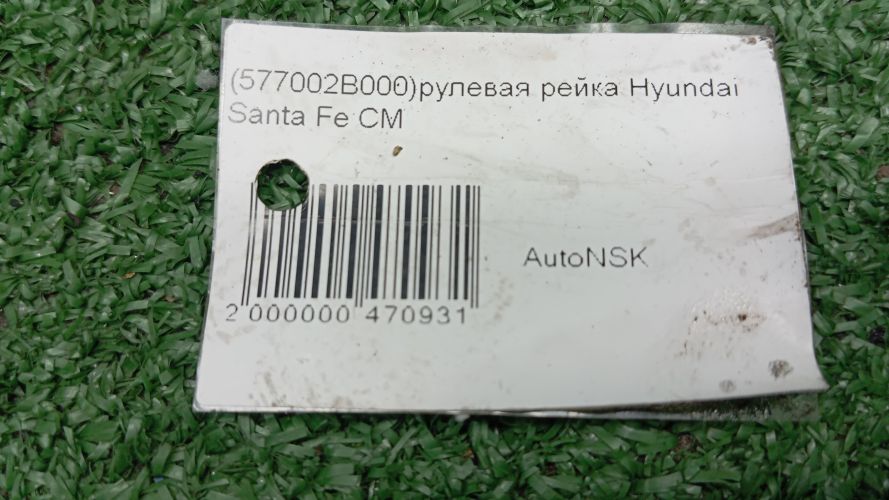 (577002B000)рулевая рейка Hyundai
Santa Fe CM
AutoNSK
2 000000 470931